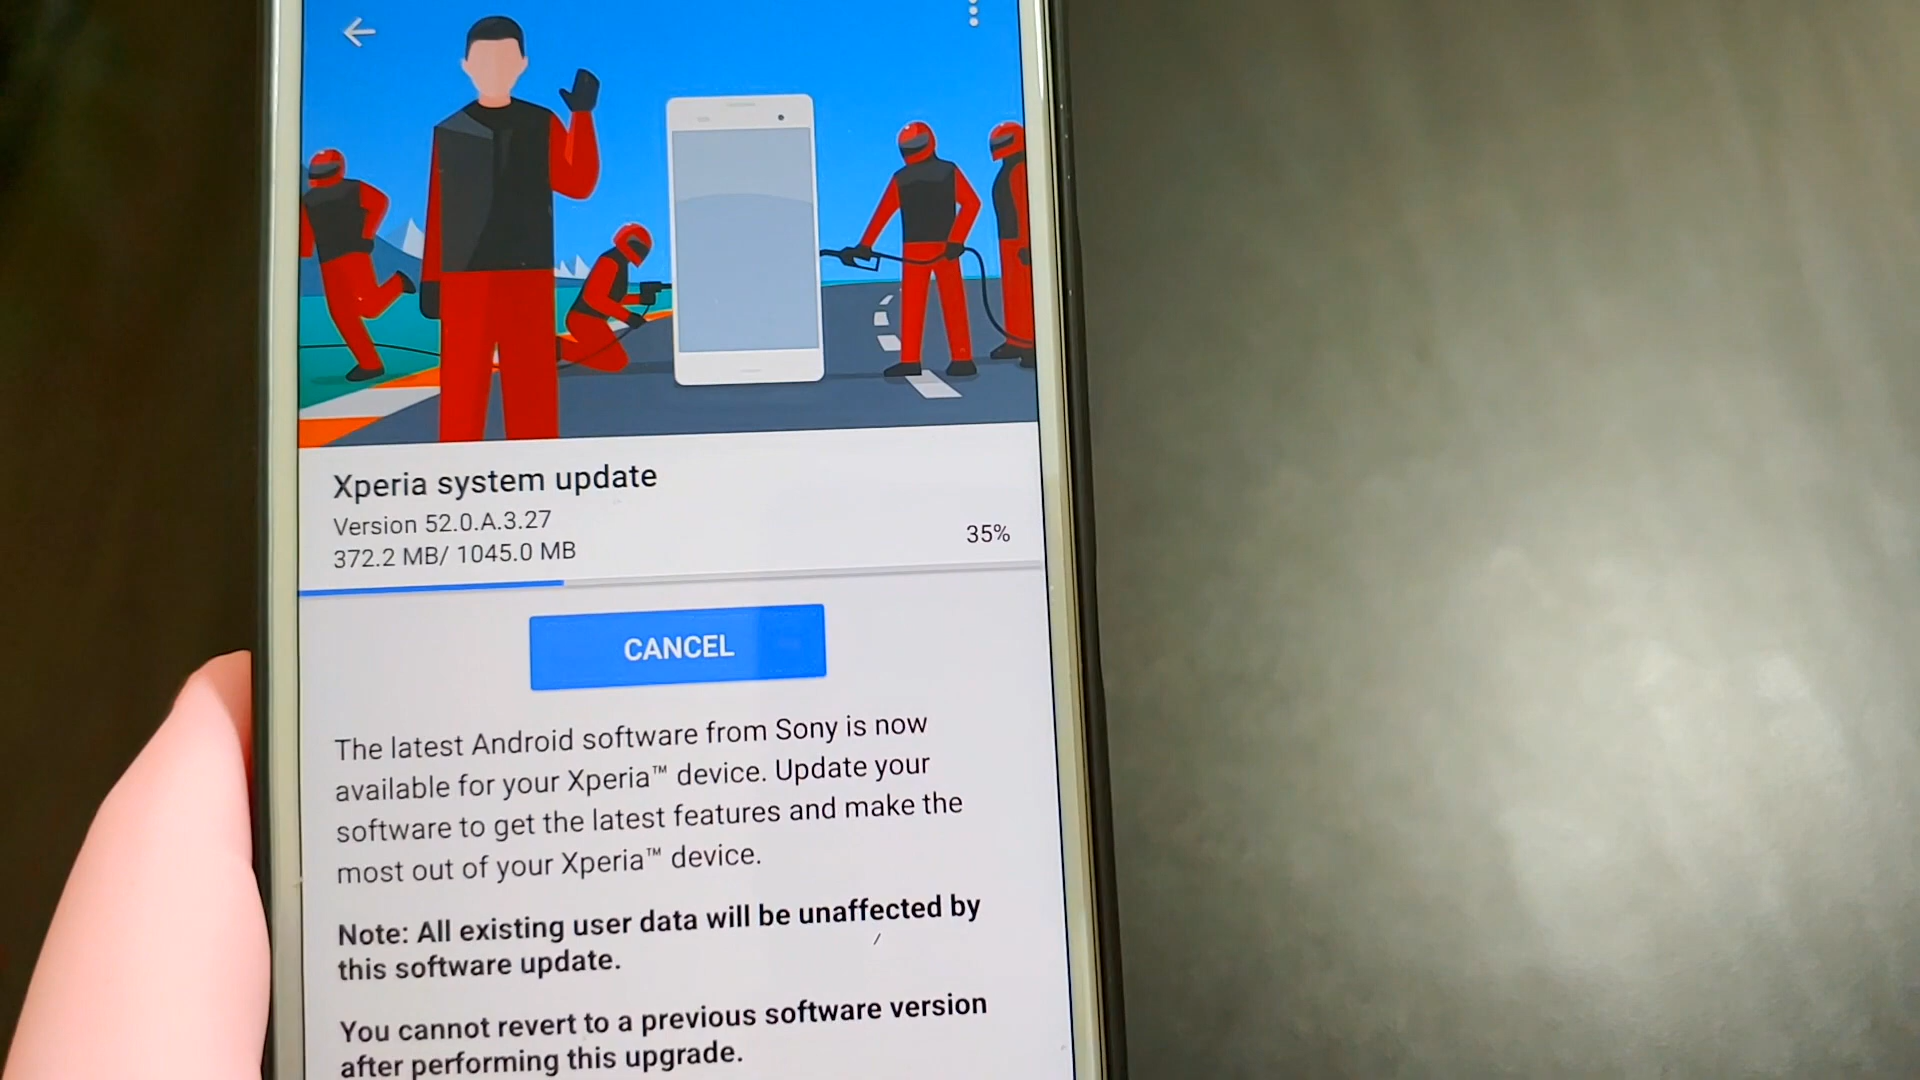 Xperia system update
Version 52.0.A.3.27
372.2 MB/ 1045.0 MB
35%
CANCEL
The latest Android software from Sony is now
available for your Xperia™ device. Update your
software to get the latest features and make the
most out of your Xperia™ device.
Note: All existing user data will be unaffected by
this software update.
You cannot revert to a previous software version
after performing this upgrade.